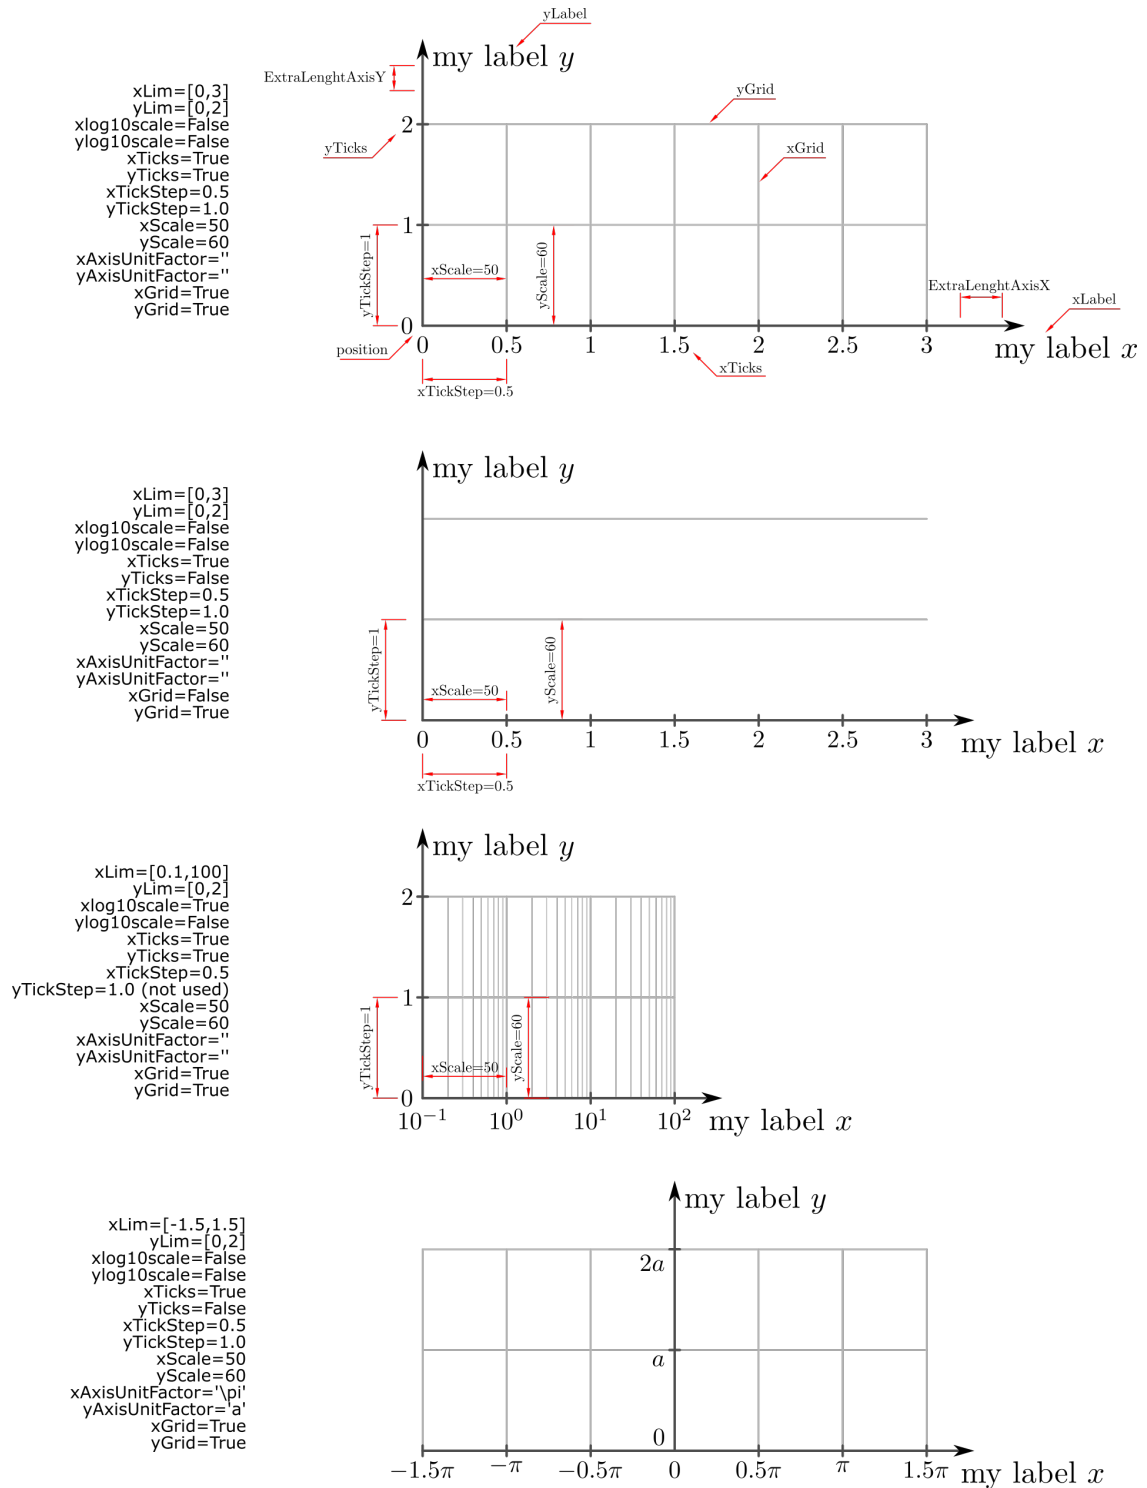 yLabel
my label y
ExtraLenghtAxisY
xLim=[0,3]
yLim=[0,2]
xlog10scale=False
ylog10scale=False
xTicks=True
yTicks=True
xTickStep=0.5
yTickStep=1.0
xScale=50
yScale=60
xAxisUnitFactor=''
yAxisUnitFactor=''
xGrid=True
yGrid=True
yGrid
2
yTicks
xGrid
1
yTickStep=1
xScale=50
yScale=60
ExtraLenghtAxisX
xLabel
0
position
0 0.5 1 1.5 2 2.5 3
my label x
xTicks
xTickStep=0.5
my label y
xLim=[0,3]
yLim=[0,2]
xlog10scale=False
ylog10scale=False
xTicks=True
yTicks=False
xTickStep=0.5
yTickStep=1.0
xScale=50
yScale=60
xAxisUnitFactor=''
yAxisUnitFactor=''
xGrid=False
yGrid=True
yTickStep=1
xScale=50
yScale=60
0 0.5 1 1.5 2 2.5 3
my label x
xTickStep=0.5
my label y
xLim=[0.1,100]
yLim=[0,2]
xlog10scale=True
ylog10scale=False
xTicks=True
yTicks=True
xTickStep=0.5
yTickStep=1.0 (not used)
xScale=50
yScale=60
xAxisUnitFactor=''
yAxisUnitFactor=''
xGrid=True
yGrid=True
2
1
yTickStep=1
xScale=50
yScale=60
0
10⁻¹ 10⁰ 10¹ 10²
my label x
my label y
xLim=[-1.5,1.5]
yLim=[0,2]
xlog10scale=False
ylog10scale=False
xTicks=True
yTicks=False
xTickStep=0.5
yTickStep=1.0
xScale=50
yScale=60
xAxisUnitFactor='\pi'
yAxisUnitFactor='a'
xGrid=True
yGrid=True
2a
a
0
−1.5π −π −0.5π 0 0.5π π 1.5π
my label x